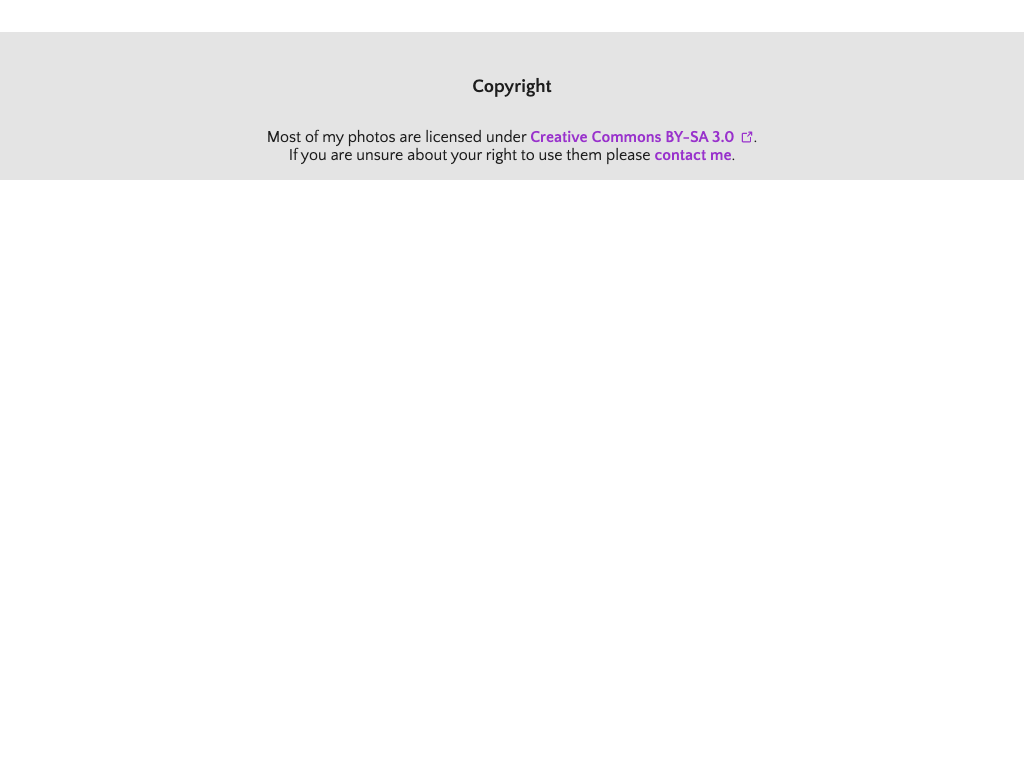 Copyright
Most of my photos are licensed under Creative Commons BY-SA 3.0 .
If you are unsure about your right to use them please contact me.